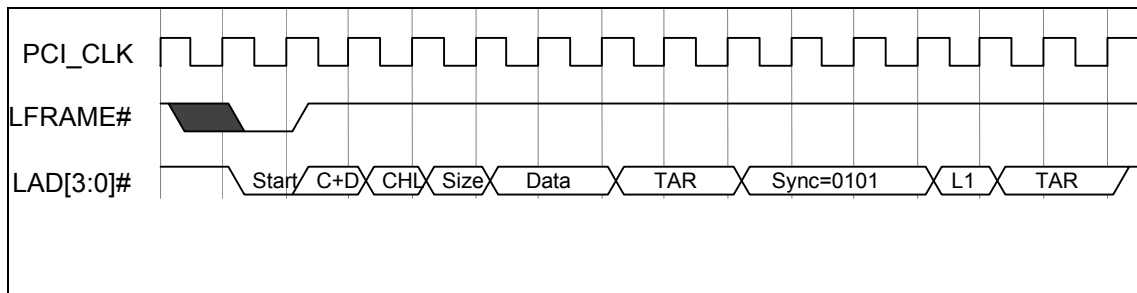 PCI_CLK
LFRAME#
LAD[3:0]# Start C+D CHL Size Data TAR Sync=0101 L1 TAR